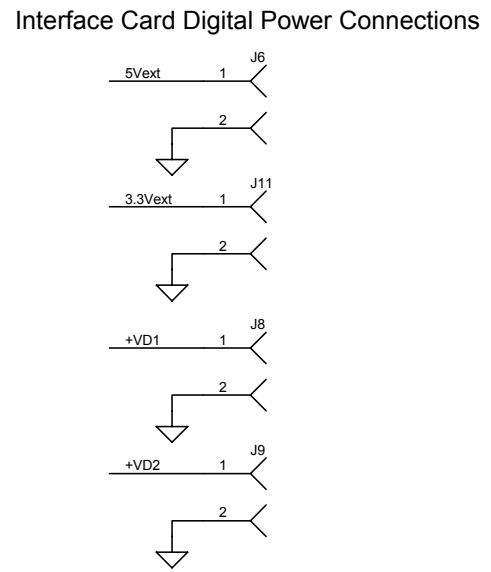 Interface Card Digital Power Connections
J6
5Vext 1
2
J11
3.3Vext 1
2
J8
+VD1 1
2
J9
+VD2 1
2